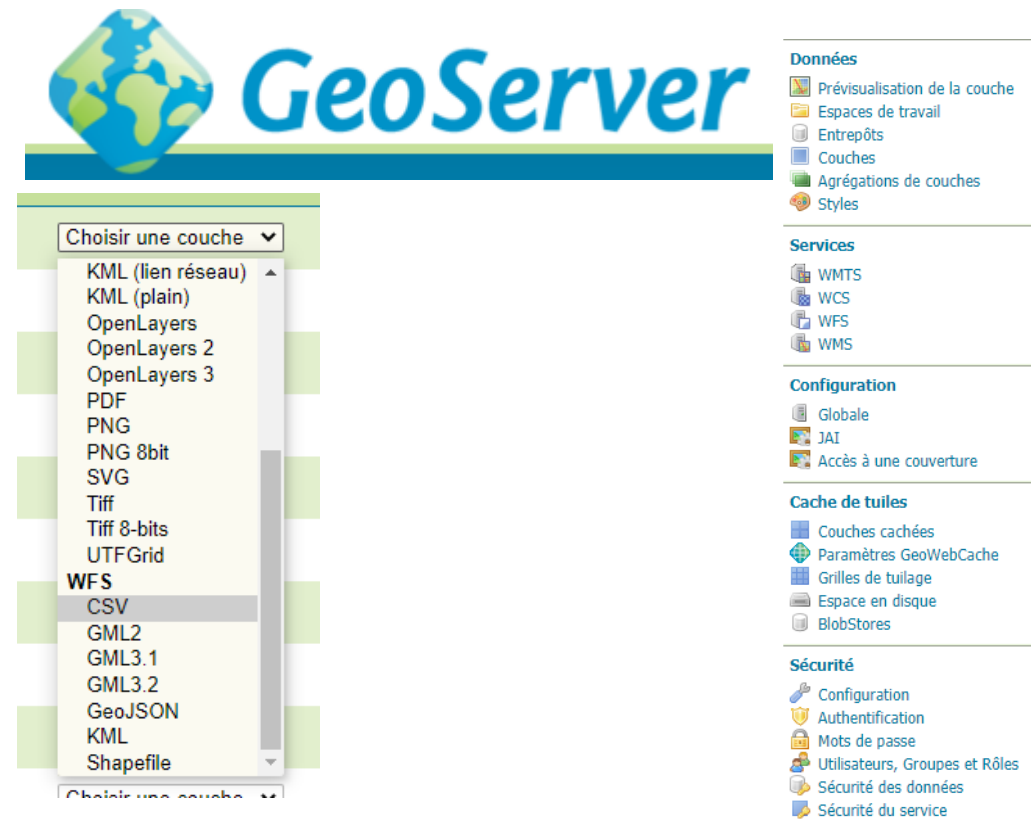 GeoServer
Choisir une couche
KML (lien réseau)
KML (plain)
OpenLayers
OpenLayers 2
OpenLayers 3
PDF
PNG
PNG 8bit
SVG
Tiff
Tiff 8-bits
UTFGrid
WFS
CSV
GML2
GML3.1
GML3.2
GeoJSON
KML
Shapefile
Choisir une couche
Données
Prévisualisation de la couche
Espaces de travail
Entrepôts
Couches
Agrégations de couches
Styles
Services
WMTS
WCS
WFS
WMS
Configuration
Globale
JAI
Accès à une couverture
Cache de tuiles
Couches cachées
Paramètres GeoWebCache
Grilles de tuilage
Espace en disque
BlobStores
Sécurité
Configuration
Authentification
Mots de passe
Utilisateurs, Groupes et Rôles
Sécurité des données
Sécurité du service